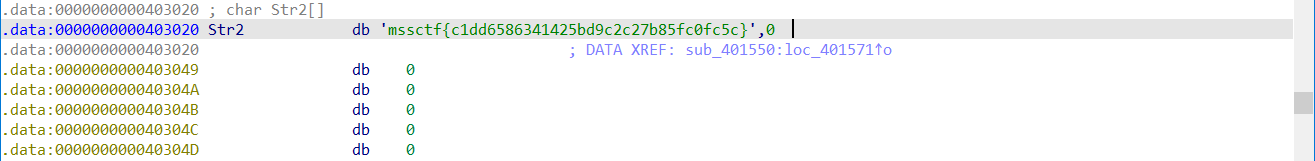 .data:0000000000403020 ; char Str2[]
.data:0000000000403020 Str2 db 'mssctf{c1dd6586341425bd9c2c27b85fc0fc5c}',0
.data:0000000000403020 ; DATA XREF: sub_401550:loc_401571↑o
.data:0000000000403049 db 0
.data:000000000040304A db 0
.data:000000000040304B db 0
.data:000000000040304C db 0
.data:000000000040304D db 0